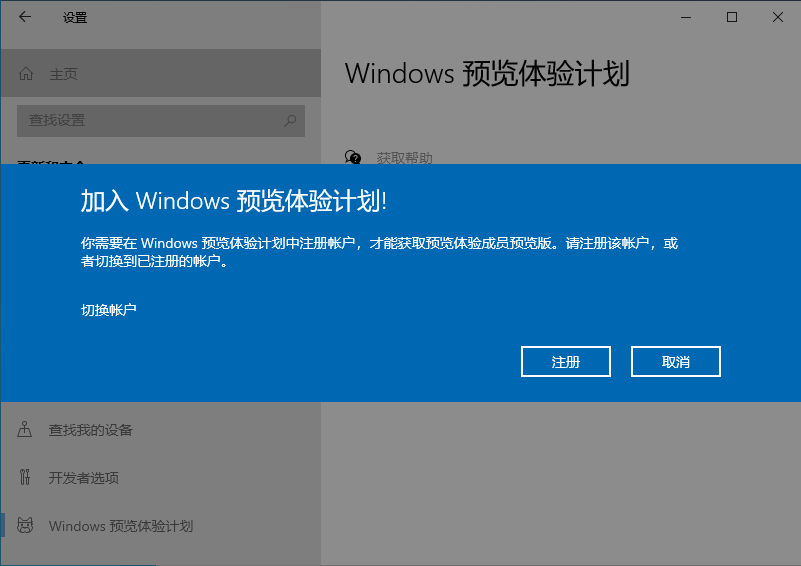 设置
主页
查找设置
更新和安全
Windows 预览体验计划
获取帮助
加入 Windows 预览体验计划!
你需要在 Windows 预览体验计划中注册帐户，才能获取预览体验成员预览版。请注册该帐户，或
者切换到已注册的帐户。
切换帐户
注册
取消
查找我的设备
开发者选项
Windows 预览体验计划